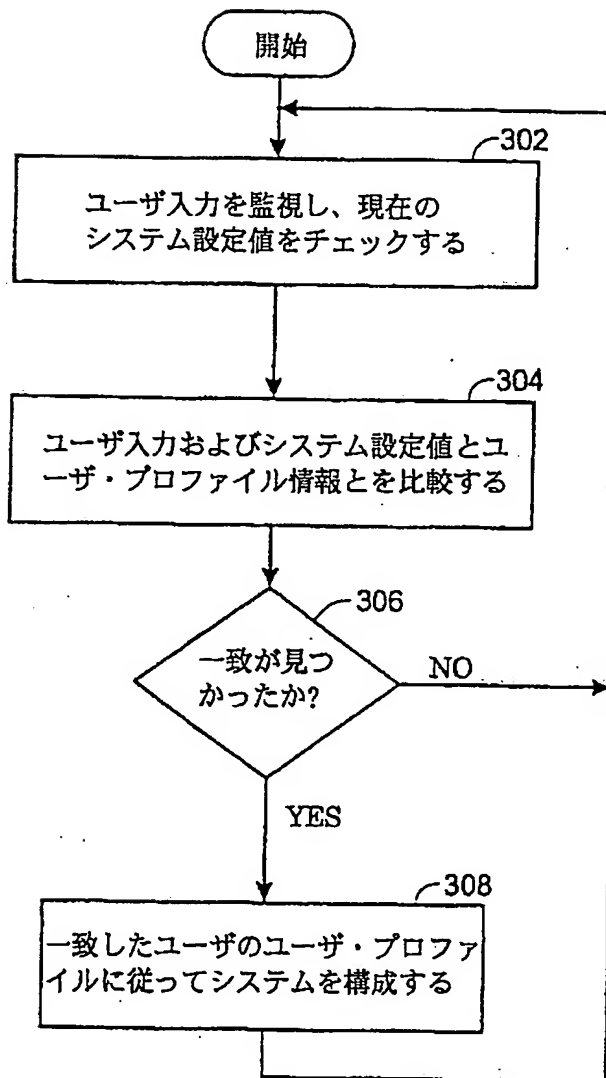 開始
302
ユーザ入力を監視し、現在の
システム設定値をチェックする
304
ユーザ入力およびシステム設定値とユ
ーザ・プロファイル情報とを比較する
306
一致が見つ
かったか?
NO
YES
308
一致したユーザのユーザ・プロファ
イルに従ってシステムを構成する